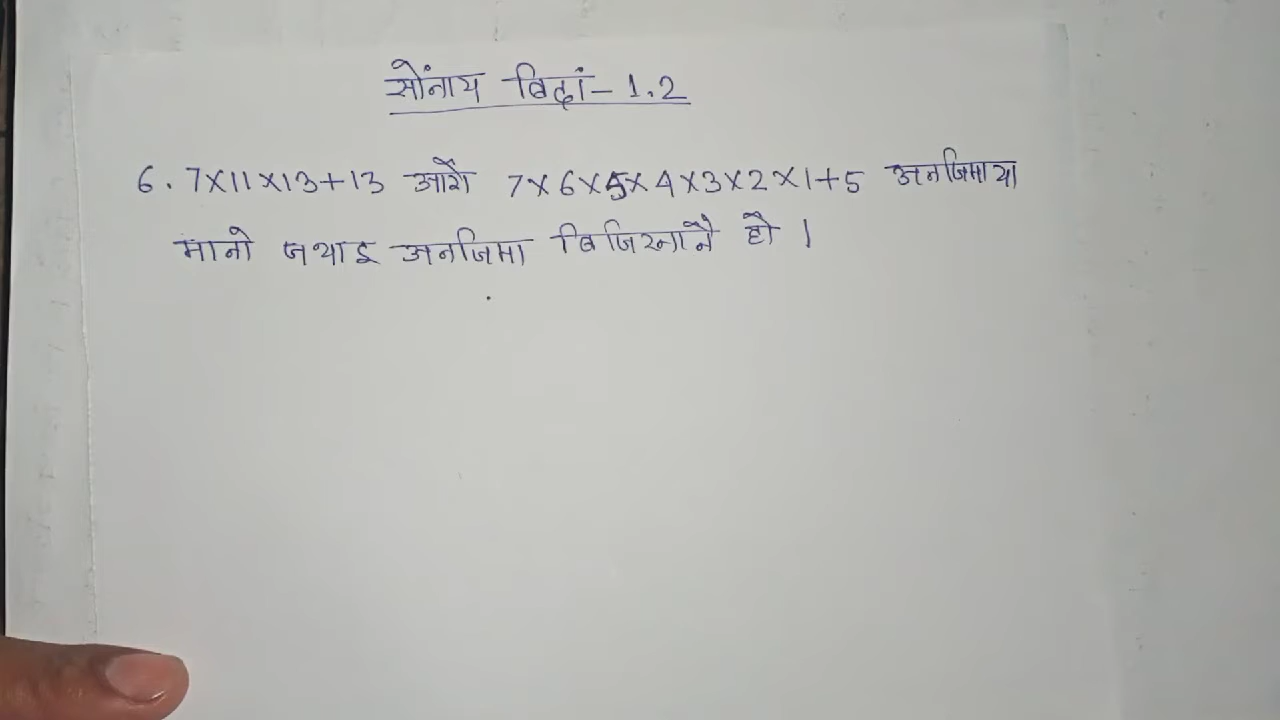 सोंनाय बिदां- 1.2
6. 7×11×13+13 आरो 7×6×5×4×3×2×1+5 अनजिमाया
मानो जथाइ अनजिमा बिजिरनानै हो ।